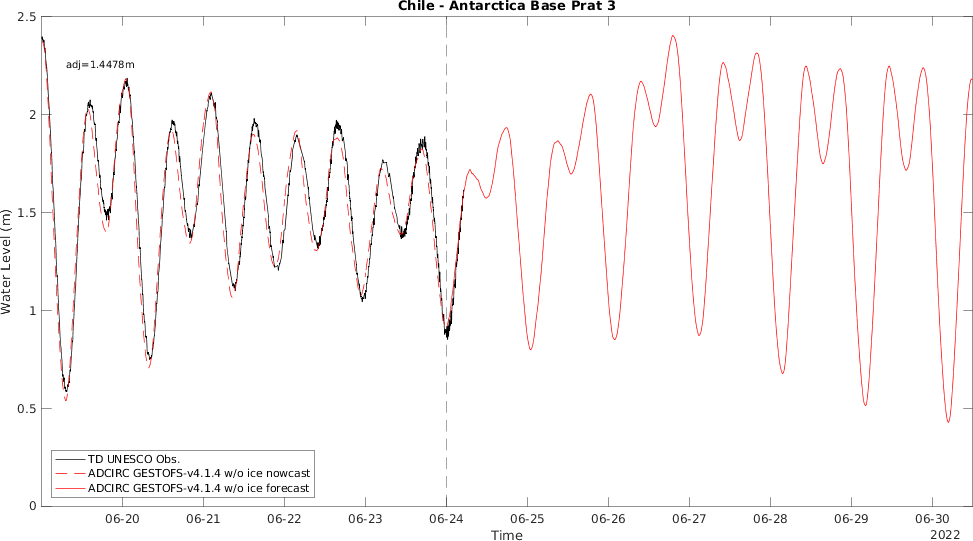 Chile - Antarctica Base Prat 3
adj=1.4478m
2.5
2
1.5
1
0.5
0
Water Level (m)
TD UNESCO Obs.
ADCIRC GESTOFS-v4.1.4 w/o ice nowcast
ADCIRC GESTOFS-v4.1.4 w/o ice forecast
06-20 06-21 06-22 06-23 06-24 06-25 06-26 06-27 06-28 06-29 06-30
Time
2022